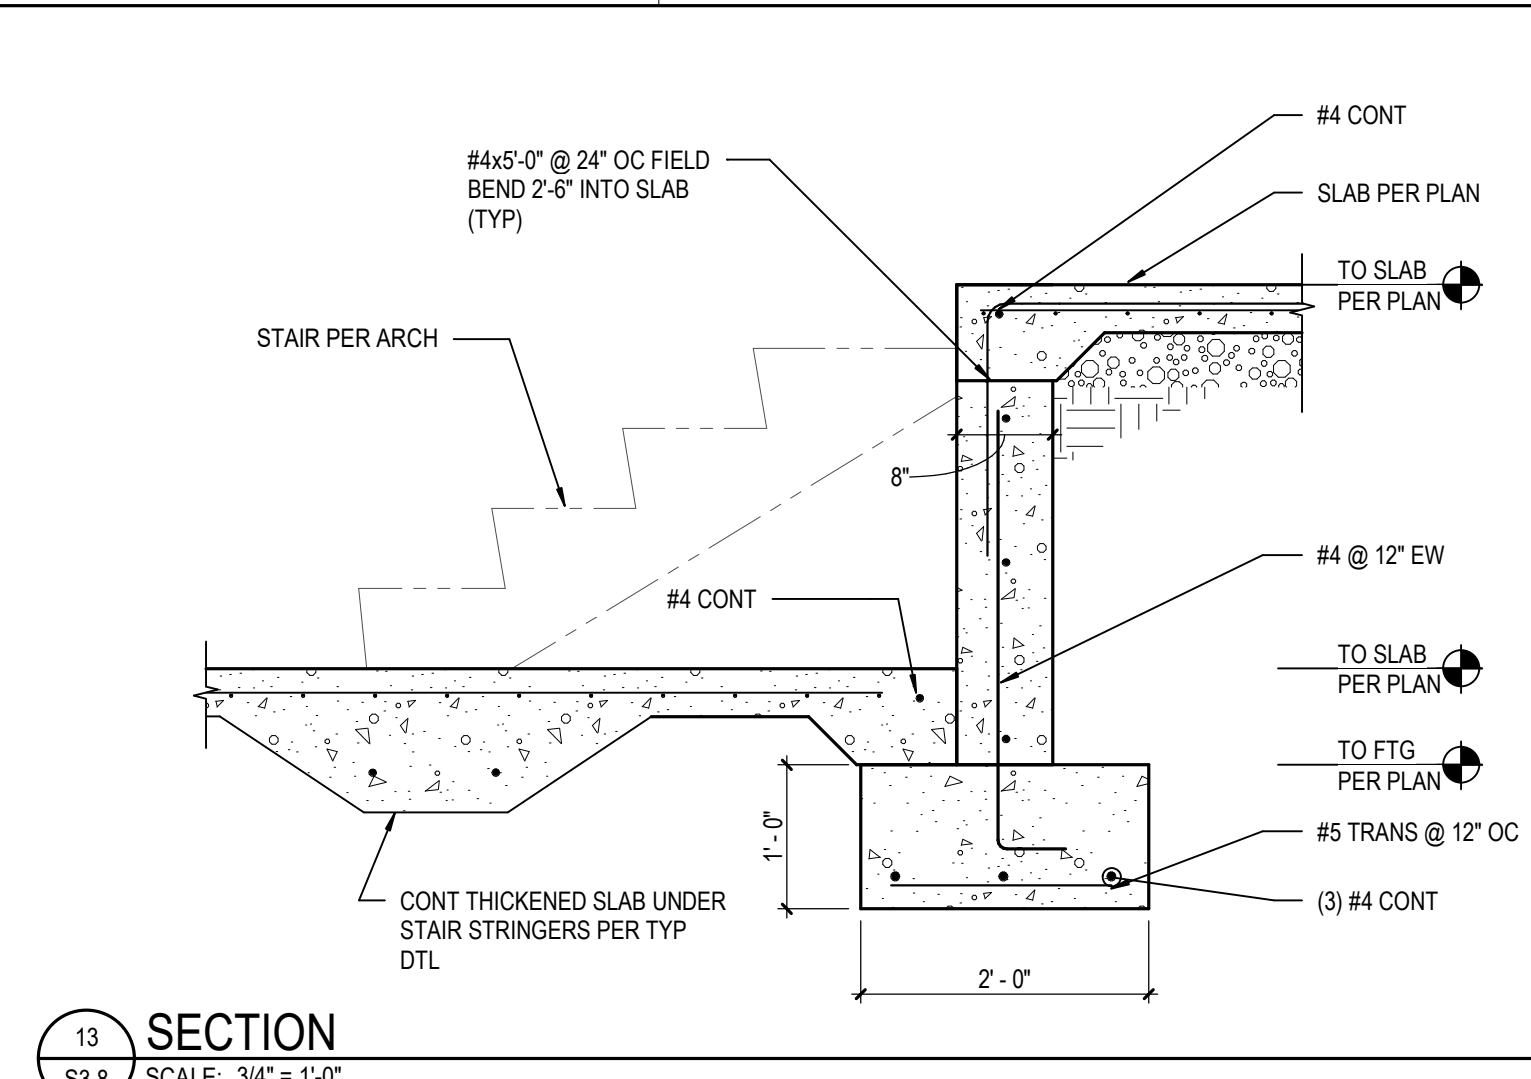 #4 CONT
#4x5'-0" @ 24" OC FIELD
BEND 2'-6" INTO SLAB
(TYP)
SLAB PER PLAN
TO SLAB
PER PLAN
STAIR PER ARCH
8"
#4 @ 12" EW
#4 CONT
TO SLAB
PER PLAN
TO FTG
PER PLAN
1' - 0"
#5 TRANS @ 12" OC
(3) #4 CONT
CONT THICKENED SLAB UNDER
STAIR STRINGERS PER TYP
DTL
2' - 0"
13
SECTION
S3.8
SCALE: 3/4" = 1'-0"